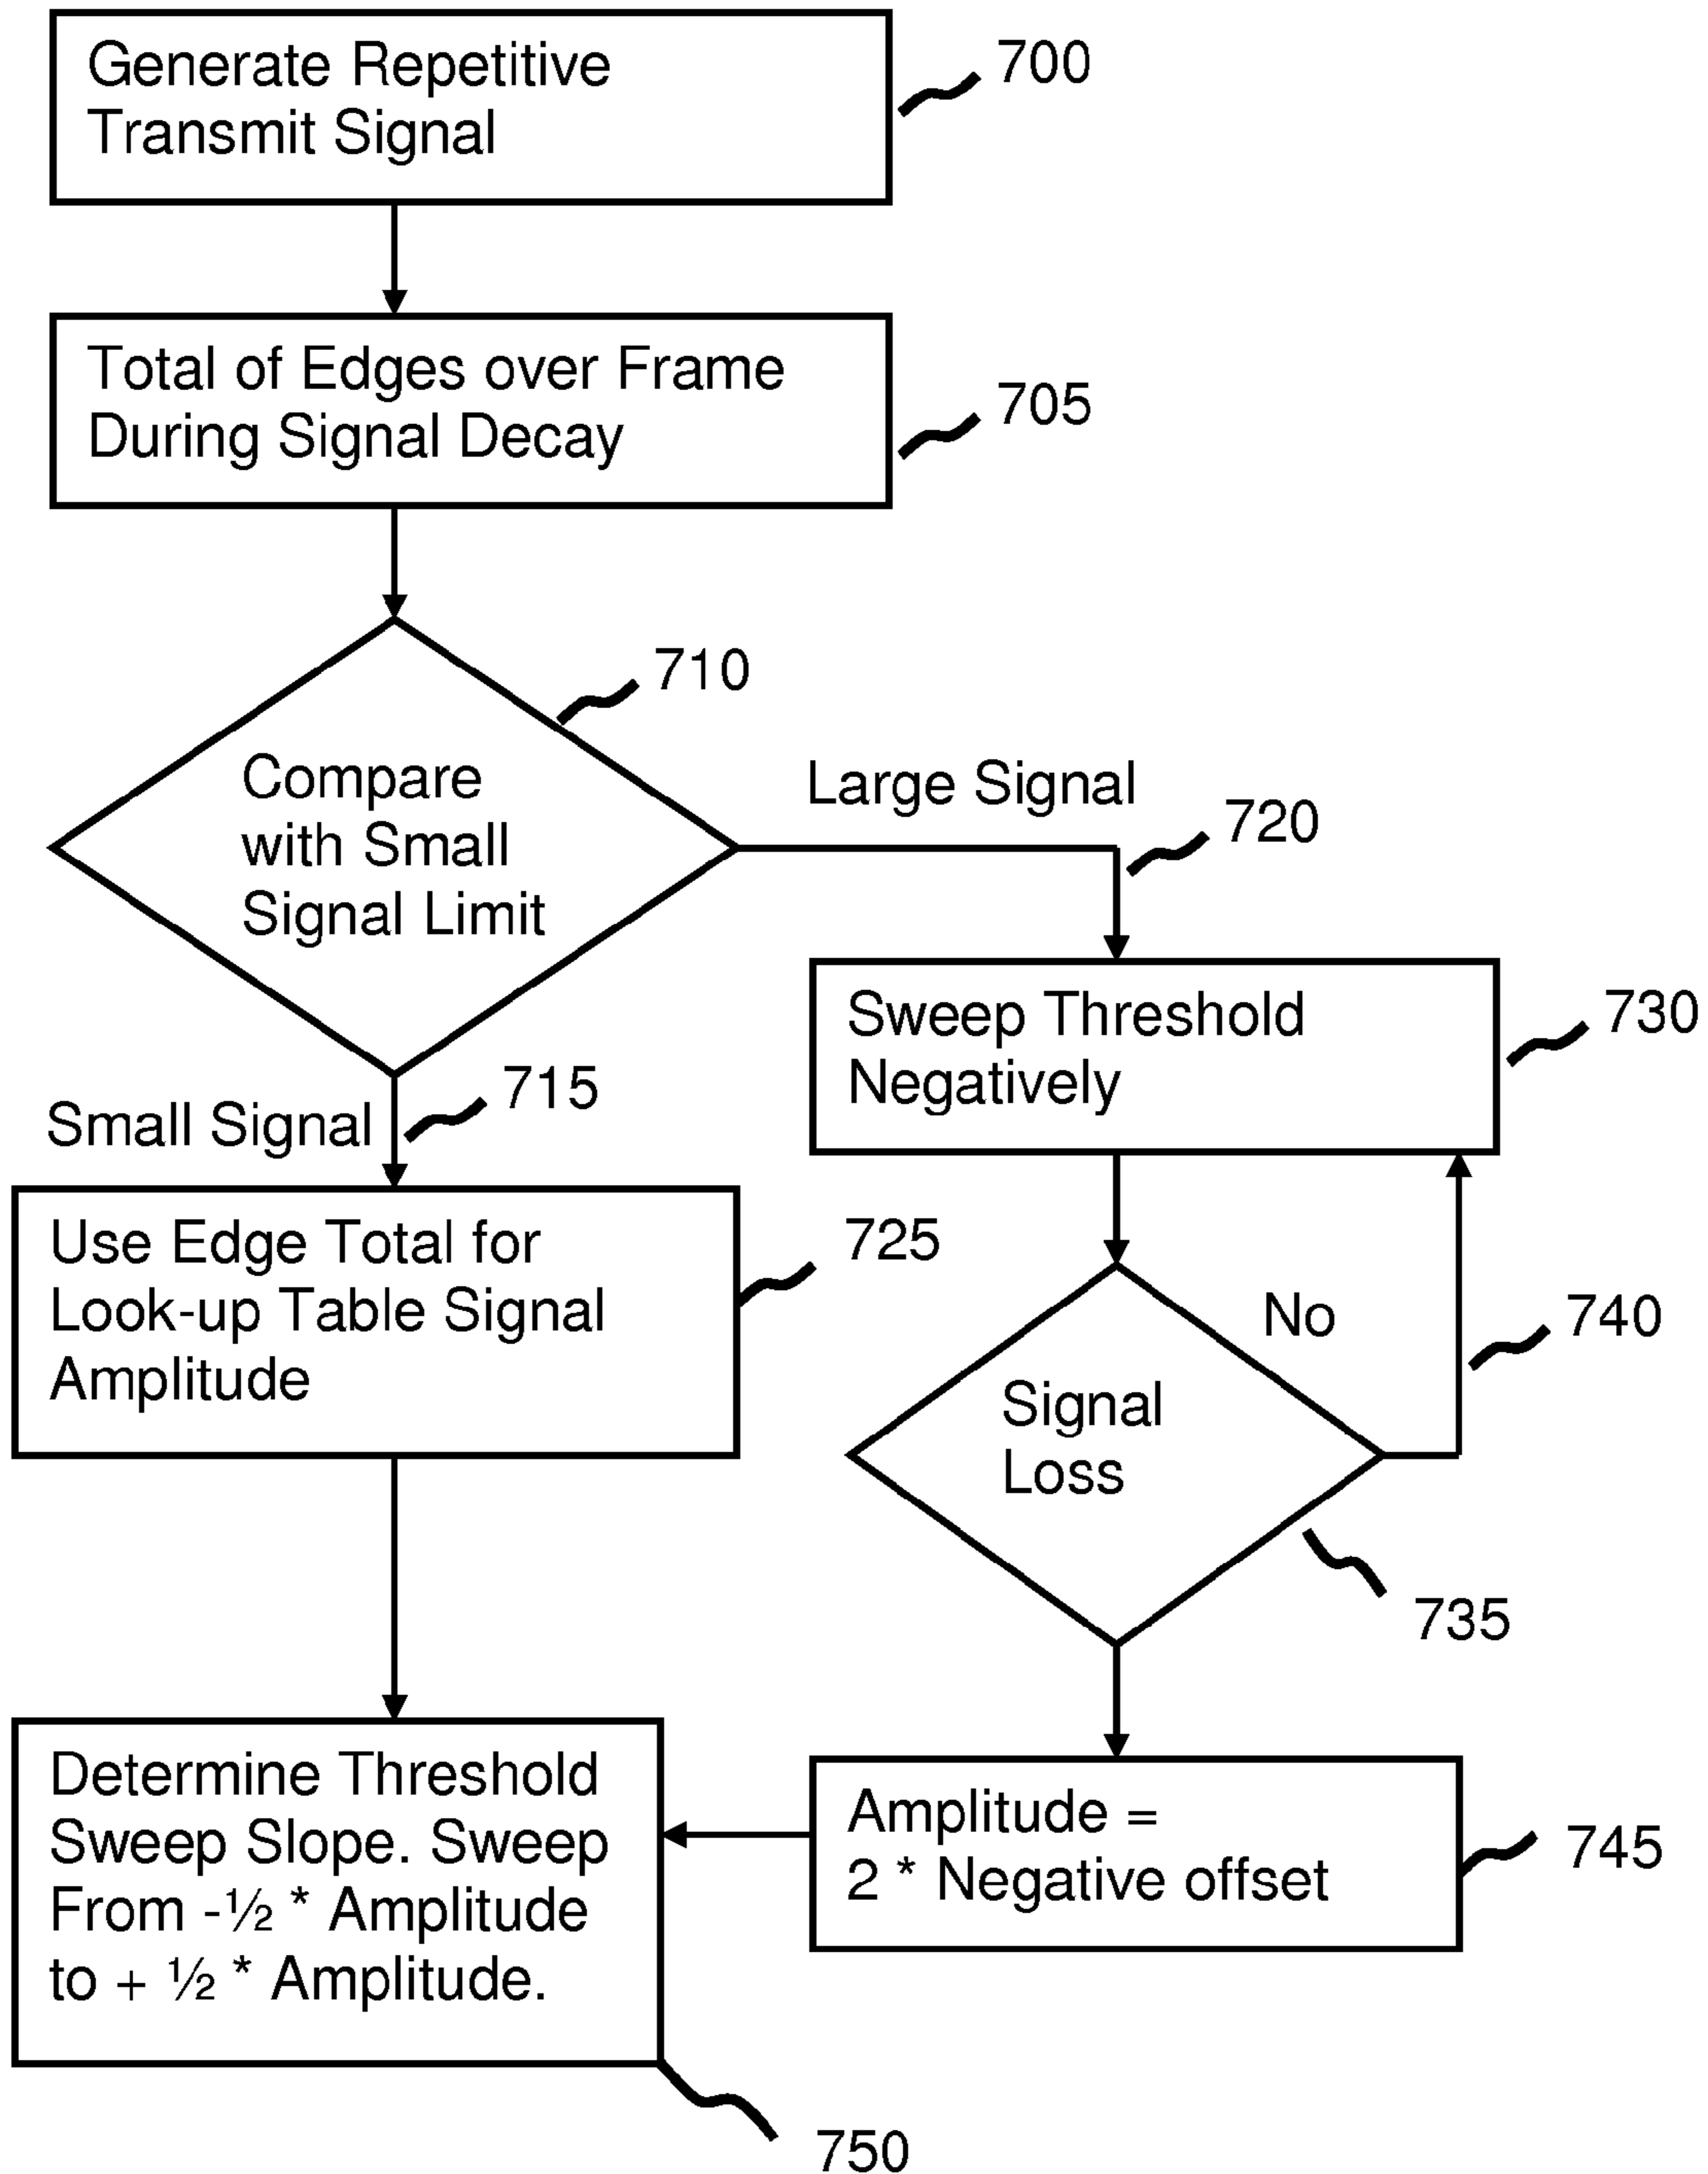 Generate Repetitive
Transmit Signal
700
Total of Edges over Frame
During Signal Decay
705
710
Compare
with Small
Signal Limit
Large Signal
720
Sweep Threshold
Negatively
730
715
Small Signal
Use Edge Total for
Look-up Table Signal
Amplitude
725
No
740
Signal
Loss
735
Determine Threshold
Sweep Slope. Sweep
From -½ * Amplitude
to + ½ * Amplitude.
Amplitude =
2 * Negative offset
745
750